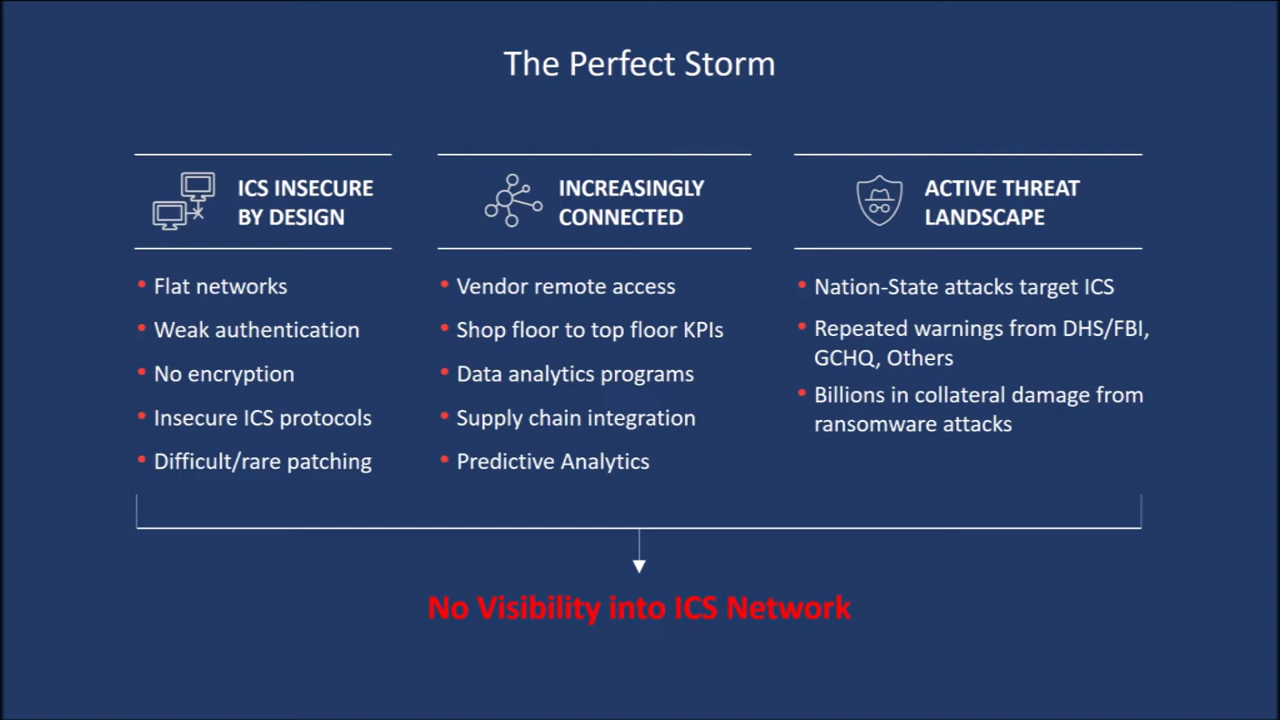 The Perfect Storm
ICS INSECURE
BY DESIGN
• Flat networks
• Weak authentication
• No encryption
• Insecure ICS protocols
• Difficult/rare patching
INCREASINGLY
CONNECTED
• Vendor remote access
• Shop floor to top floor KPIs
• Data analytics programs
• Supply chain integration
• Predictive Analytics
ACTIVE THREAT
LANDSCAPE
• Nation-State attacks target ICS
• Repeated warnings from DHS/FBI,
GCHQ, Others
• Billions in collateral damage from
ransomware attacks
No Visibility into ICS Network